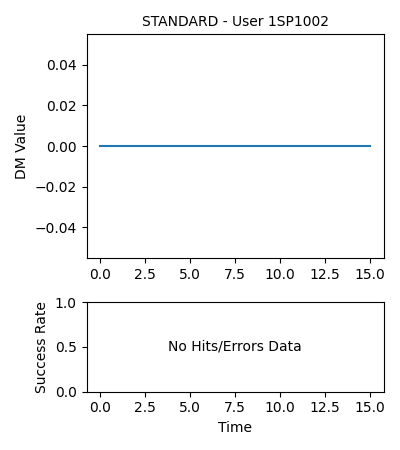 STANDARD - User 1SP1002
DM Value
0.04
0.02
0.00
−0.02
−0.04
0.0 2.5 5.0 7.5 10.0 12.5 15.0
Success Rate
1.0
0.5
0.0
No Hits/Errors Data
0.0 2.5 5.0 7.5 10.0 12.5 15.0
Time